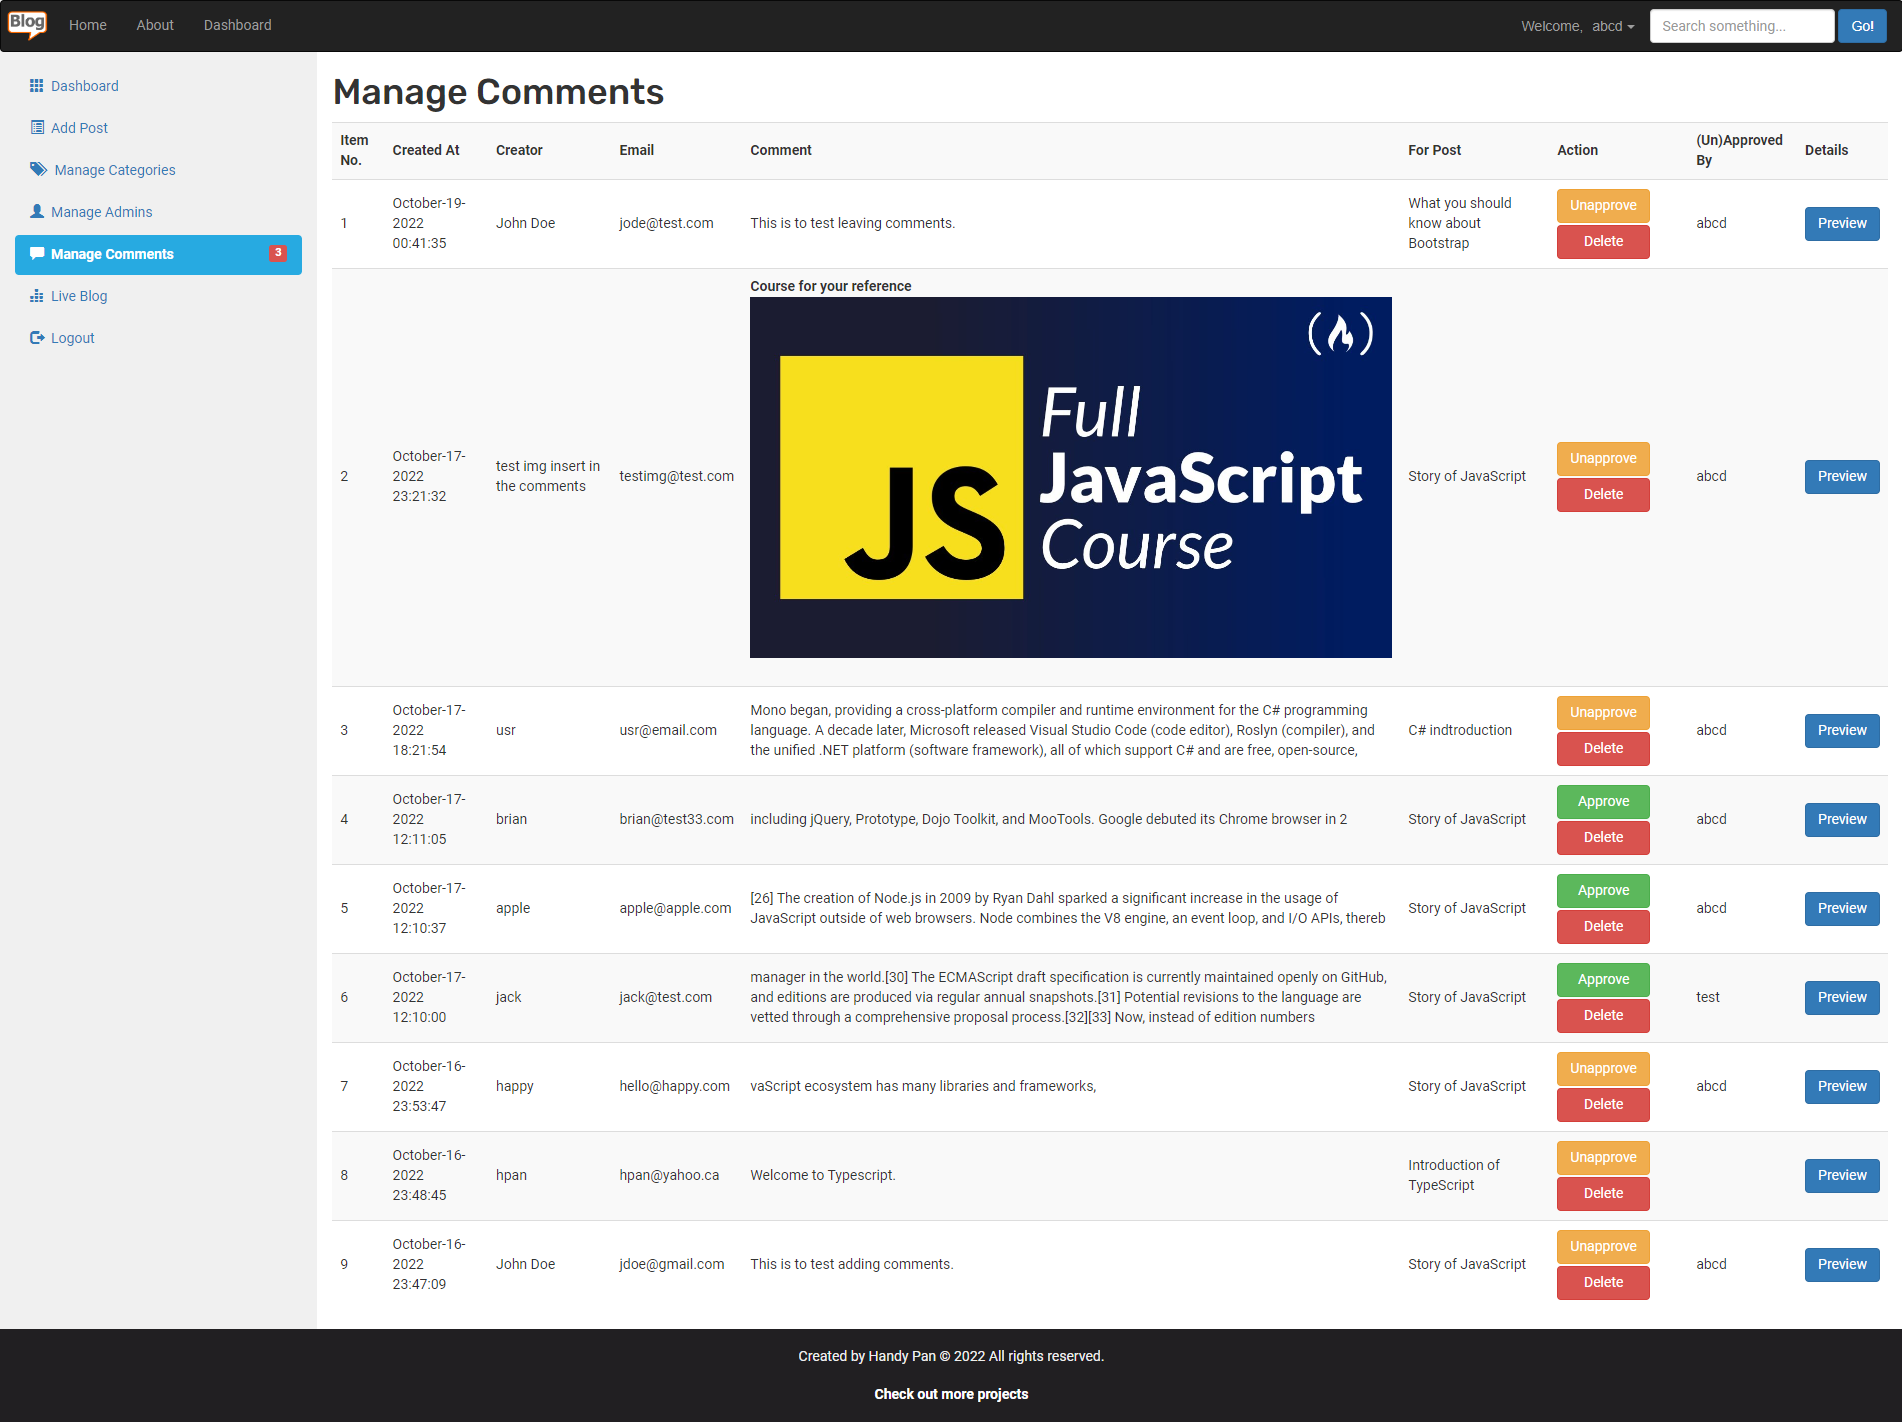 Blog Home About Dashboard Welcome, abcd Search something... Go!
Dashboard
Add Post
Manage Categories
Manage Admins
Manage Comments 3
Live Blog
Logout
Manage Comments
Item No. Created At Creator Email Comment For Post Action (Un)Approved By Details
1
October-19-
2022
00:41:35
John Doe
jode@test.com
This is to test leaving comments.
What you should
know about
Bootstrap
Unapprove
Delete
abcd
Preview
2
October-17-
2022
23:21:32
test img insert in
the comments
testimg@test.com
Course for your reference
JS
Full
JavaScript
Course
Story of JavaScript
Unapprove
Delete
abcd
Preview
3
October-17-
2022
18:21:54
usr
usr@email.com
Mono began, providing a cross-platform compiler and runtime environment for the C# programming
language. A decade later, Microsoft released Visual Studio Code (code editor), Roslyn (compiler), and
the unified .NET platform (software framework), all of which support C# and are free, open-source,
C# indtroduction
Unapprove
Delete
abcd
Preview
4
October-17-
2022
12:11:05
brian
brian@test33.com
including jQuery, Prototype, Dojo Toolkit, and MooTools. Google debuted its Chrome browser in 2
Story of JavaScript
Approve
Delete
abcd
Preview
5
October-17-
2022
12:10:37
apple
apple@apple.com
[26] The creation of Node.js in 2009 by Ryan Dahl sparked a significant increase in the usage of
JavaScript outside of web browsers. Node combines the V8 engine, an event loop, and I/O APIs, thereb
Story of JavaScript
Approve
Delete
abcd
Preview
6
October-17-
2022
12:10:00
jack
jack@test.com
manager in the world.[30] The ECMAScript draft specification is currently maintained openly on GitHub,
and editions are produced via regular annual snapshots.[31] Potential revisions to the language are
vetted through a comprehensive proposal process.[32][33] Now, instead of edition numbers
Story of JavaScript
Approve
Delete
test
Preview
7
October-16-
2022
23:53:47
happy
hello@happy.com
vaScript ecosystem has many libraries and frameworks,
Story of JavaScript
Unapprove
Delete
abcd
Preview
8
October-16-
2022
23:48:45
hpan
hpan@yahoo.ca
Welcome to Typescript.
Introduction of
TypeScript
Unapprove
Delete
Preview
9
October-16-
2022
23:47:09
John Doe
jdoe@gmail.com
This is to test adding comments.
Story of JavaScript
Unapprove
Delete
abcd
Preview
Created by Handy Pan © 2022 All rights reserved.
Check out more projects